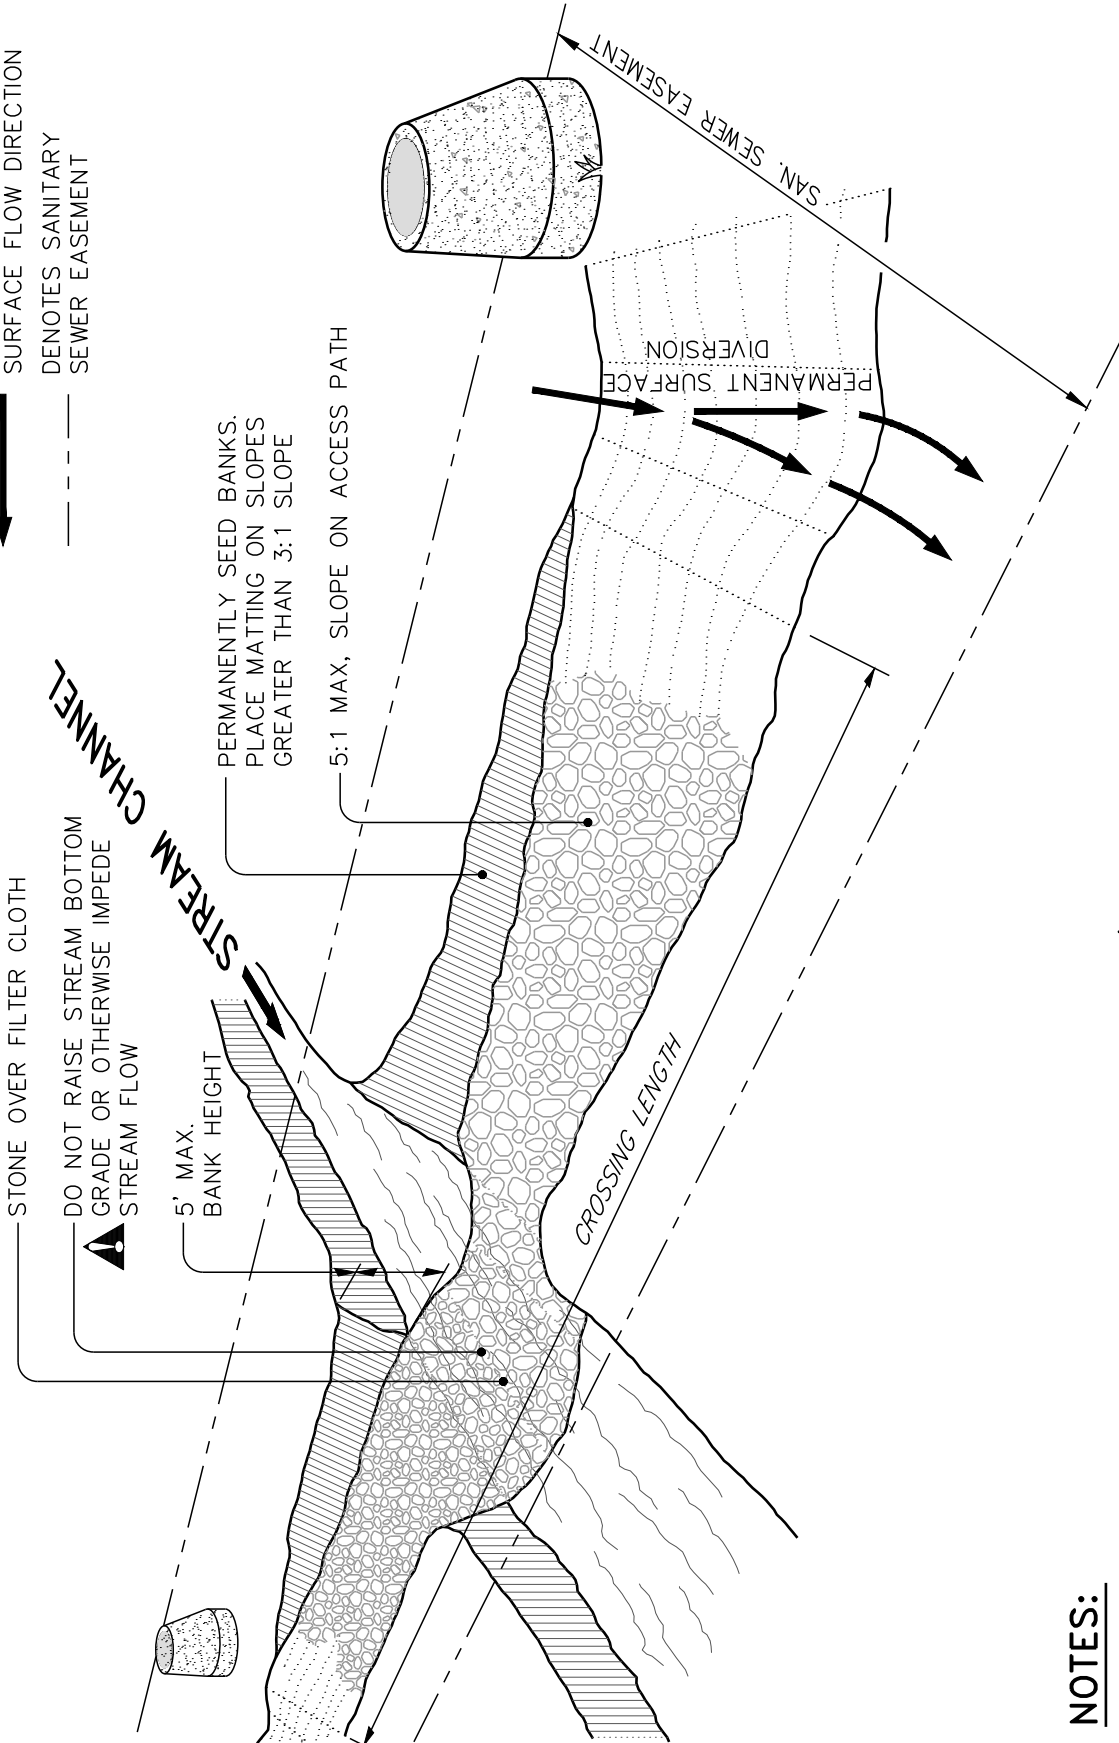 SURFACE FLOW DIRECTION
DENOTES SANITARY
SEWER EASEMENT
STONE OVER FILTER CLOTH
DO NOT RAISE STREAM BOTTOM
GRADE OR OTHERWISE IMPEDE
STREAM FLOW
5' MAX.
BANK HEIGHT
STREAM CHANNEL
PERMANENTLY SEED BANKS.
PLACE MATTING ON SLOPES
GREATER THAN 3:1 SLOPE
5:1 MAX, SLOPE ON ACCESS PATH
SAN. SEWER EASEMENT
PERMANENT SURFACE
DIVERSION
CROSSING LENGTH
NOTES: